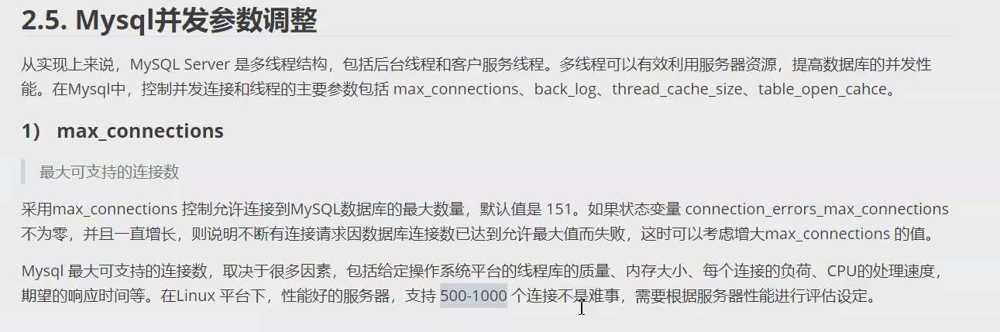 2.5. Mysql并发参数调整
从实现上来说，MySQL Server 是多线程结构，包括后台线程和客户服务线程。多线程可以有效利用服务器资源，提高数据库的并发性
能。在Mysql中，控制并发连接和线程的主要参数包括 max_connections、back_log、thread_cache_size、table_open_cahce。
1） max_connections
最大可支持的连接数
采用max_connections 控制允许连接到MySQL数据库的最大数量，默认值是 151。如果状态变量 connection_errors_max_connections
不为零，并且一直增长，则说明不断有连接请求因数据库连接数已达到允许最大值而失败，这时可以考虑增大max_connections 的值。
Mysql 最大可支持的连接数，取决于很多因素，包括给定操作系统平台的线程库的质量、内存大小、每个连接的负荷、CPU的处理速度，
期望的响应时间等。在Linux 平台下，性能好的服务器，支持 500-1000 个连接不是难事，需要根据服务器性能进行评估设定。